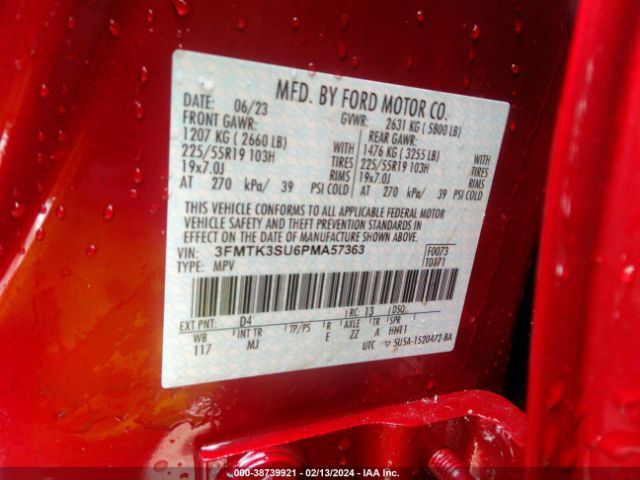 MFD. BY FORD MOTOR CO.
DATE: 06/23 GVWR: 2631 KG ( 5800 LB)
FRONT GAWR: REAR GAWR:
1207 KG ( 2660 LB) WITH 1476 KG ( 3255 LB) WITH
225/55R19 103H TIRES 225/55R19 103H TIRES
19x7.0J RIMS 19x7.0J RIMS
AT 270 kPa/ 39 PSI COLD AT 270 kPa/ 39 PSI COLD
THIS VEHICLE CONFORMS TO ALL APPLICABLE FEDERAL MOTOR
VEHICLE SAFETY AND THEFT PREVENTION STANDARDS IN
EFFECT ON THE DATE OF MANUFACTURE SHOWN ABOVE.
VIN: 3FMTK3SU6PMA57363 F0073
TYPE: MPV T0171
EXT PNT: D4 RC: 13 DSO:
WB INT TR TP/PS R AXLE TR SPR
117 MJ E ZZ A HH11
UTC 5U5A-1520472-BA
000-38739921 - 02/13/2024 - IAA Inc.